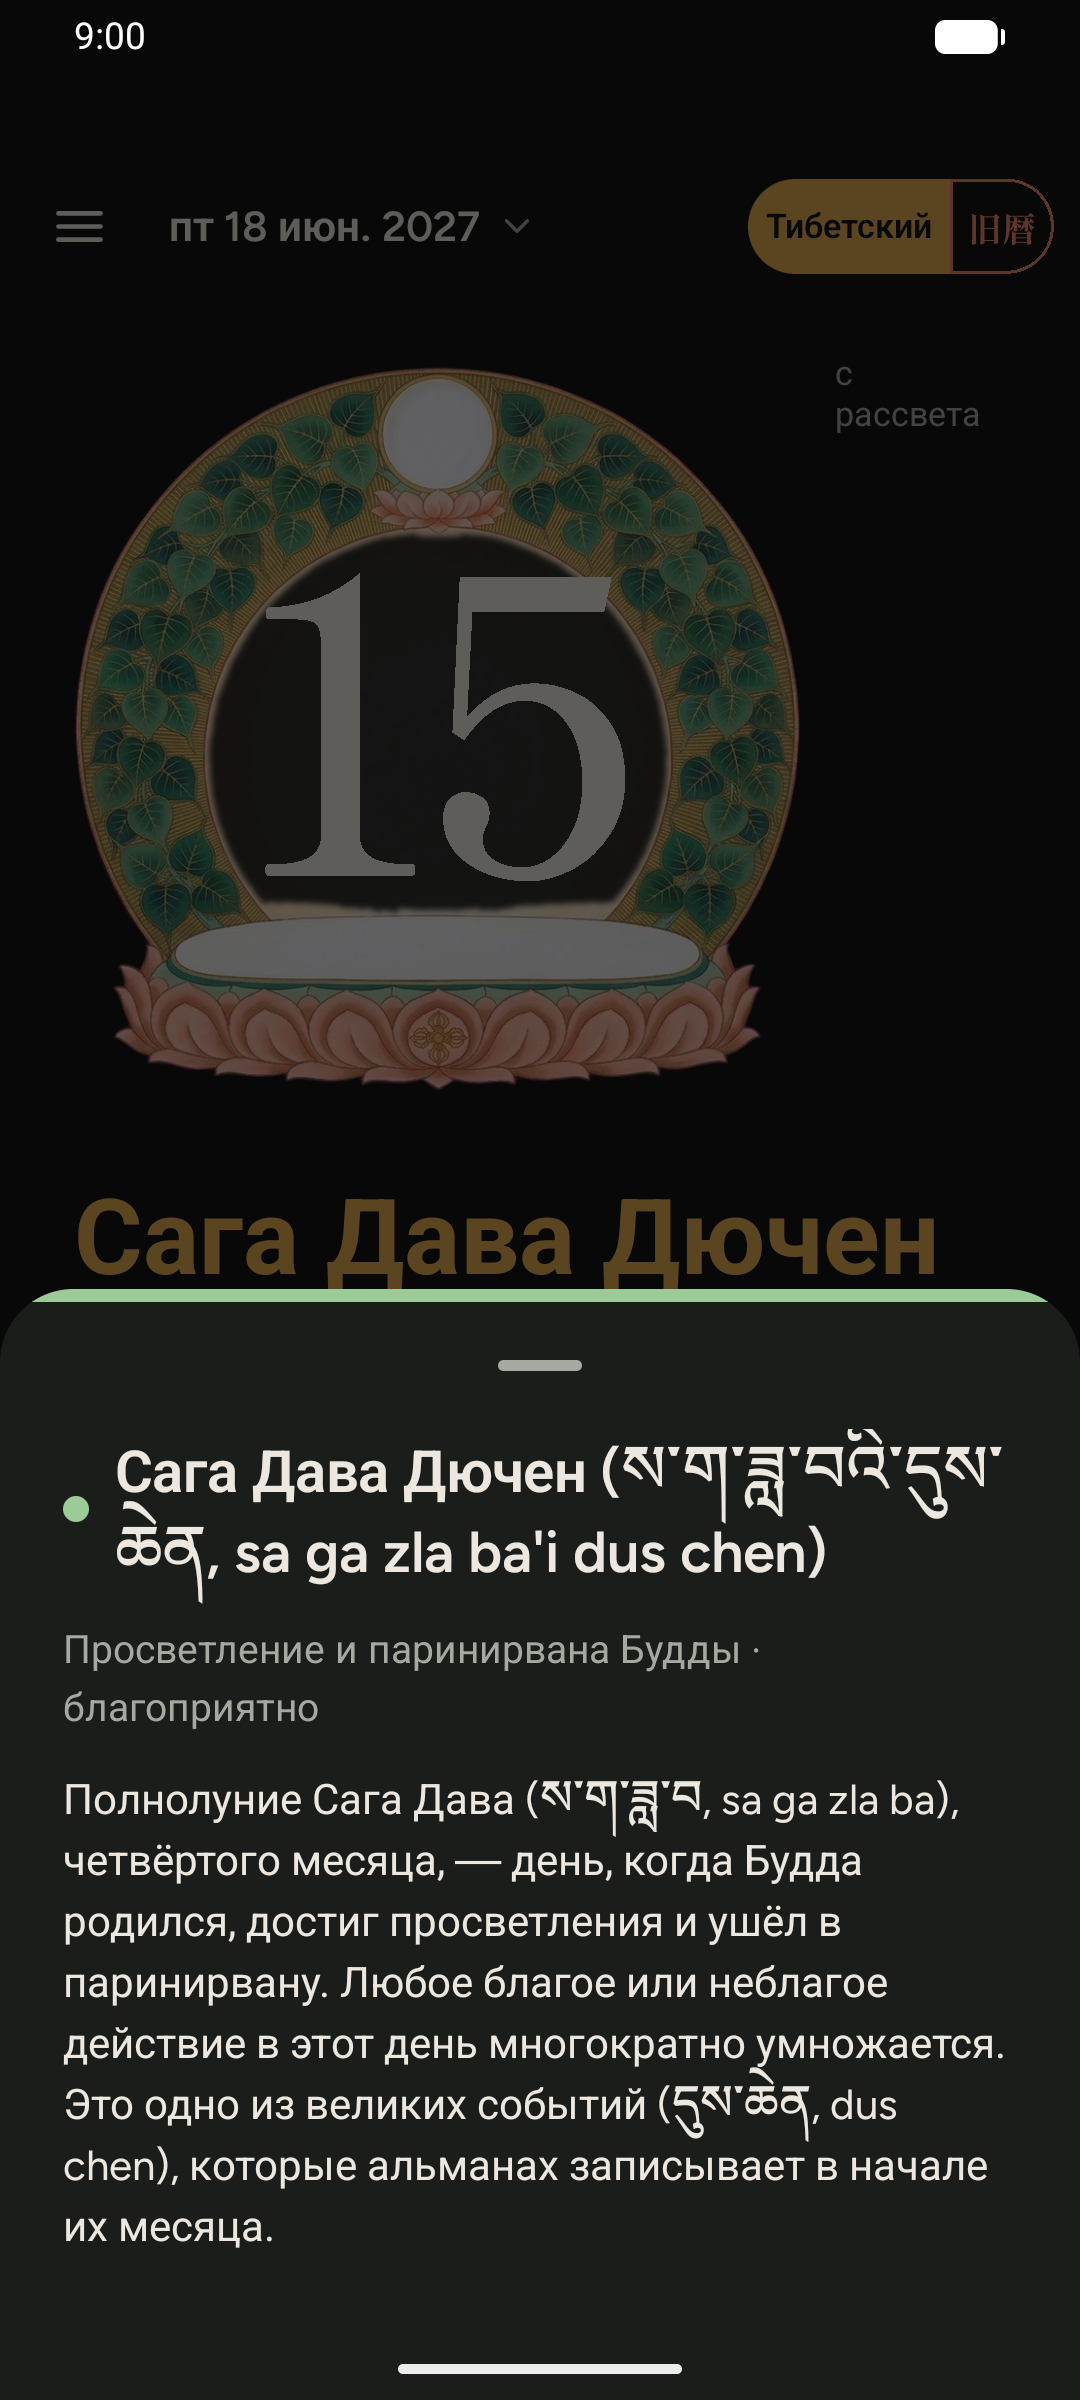 9:00
пт 18 июн. 2027
Тибетский
旧暦
с
рассвета
15
Сага Дава Дючен
Сага Дава Дючен (ས་ག་ཟླ་བའི་དུས་
ཆེན, sa ga zla ba'i dus chen)
Просветление и паринирвана Будды ·
благоприятно
Полнолуние Сага Дава (ས་ག་ཟླ་བ, sa ga zla ba),
четвёртого месяца, — день, когда Будда
родился, достиг просветления и ушёл в
паринирвану. Любое благое или неблагое
действие в этот день многократно умножается.
Это одно из великих событий (དུས་ཆེན, dus
chen), которые альманах записывает в начале
их месяца.